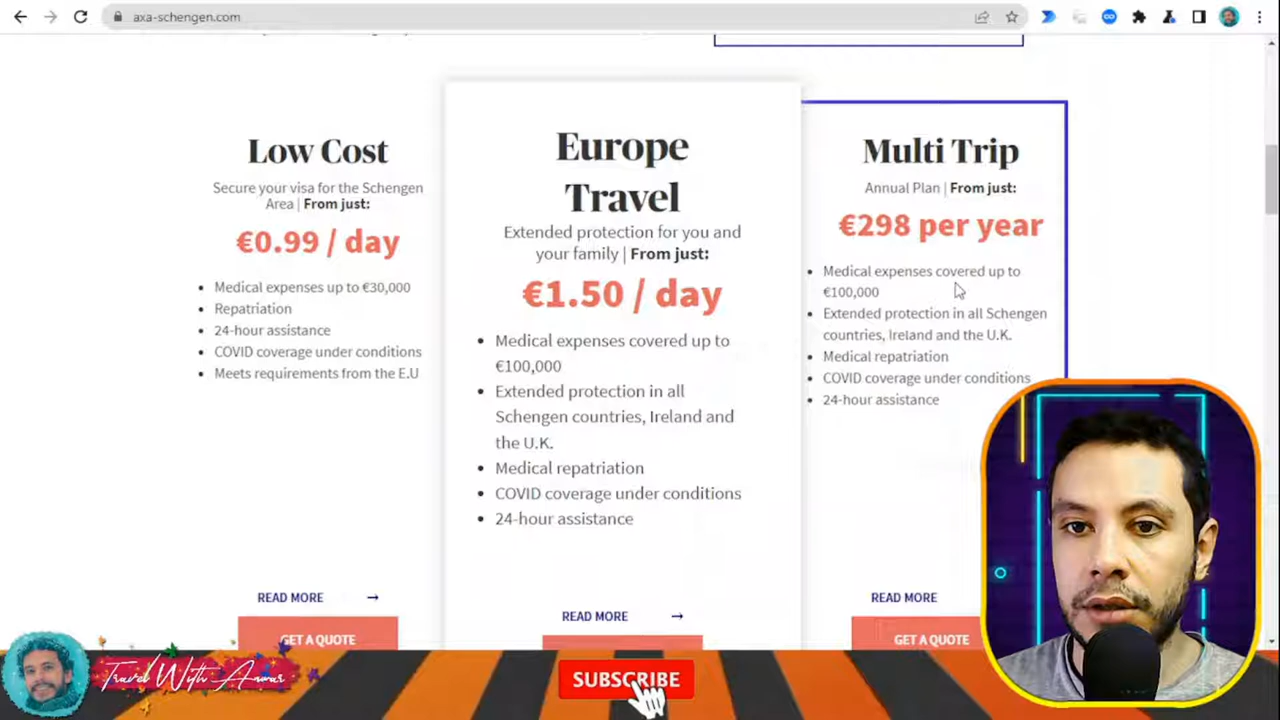 axa-schengen.com
Low Cost
Secure your visa for the Schengen
Area | From just:
€0.99 / day
Medical expenses up to €30,000
Repatriation
24-hour assistance
COVID coverage under conditions
Meets requirements from the E.U
READ MORE →
GET A QUOTE
Europe
Travel
Extended protection for you and
your family | From just:
€1.50 / day
Medical expenses covered up to
€100,000
Extended protection in all
Schengen countries, Ireland and
the U.K.
Medical repatriation
COVID coverage under conditions
24-hour assistance
READ MORE →
Multi Trip
Annual Plan | From just:
€298 per year
Medical expenses covered up to
€100,000
Extended protection in all Schengen
countries, Ireland and the U.K.
Medical repatriation
COVID coverage under conditions
24-hour assistance
READ MORE
GET A QUOTE
Travel With Anwar
SUBSCRIBE